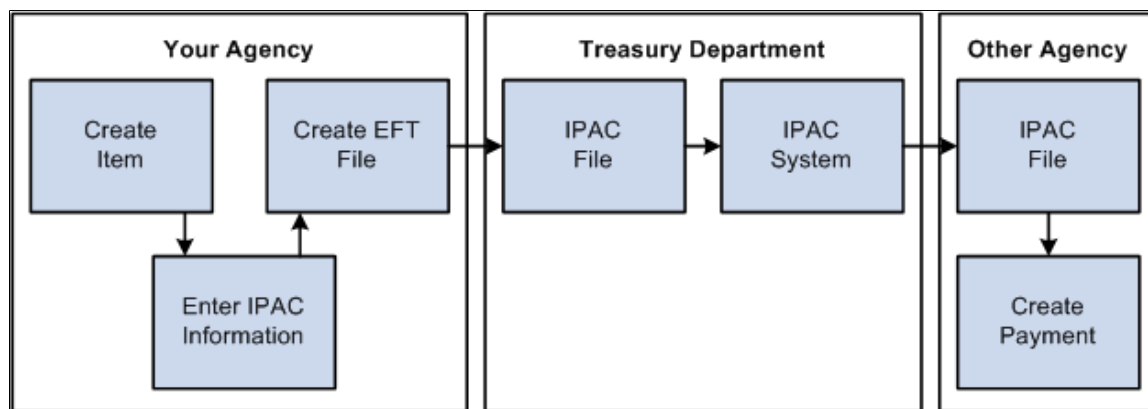 Your Agency
Create
Item
Enter IPAC
Information
Create EFT
File
Treasury Department
IPAC
File
IPAC
System
Other Agency
IPAC
File
Create
Payment